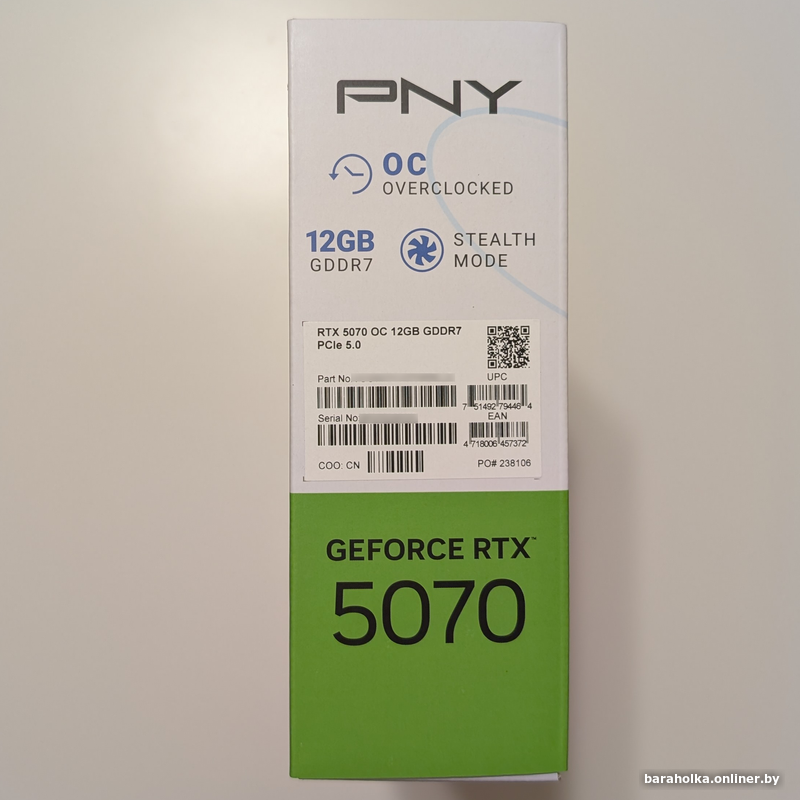 PNY
OC
OVERCLOCKED
12GB
GDDR7
STEALTH
MODE
RTX 5070 OC 12GB GDDR7
PCIe 5.0
Part No
UPC
7 51492 79446 4
Serial No
EAN
4 718006 457372
COO: CN
PO# 238106
GEFORCE RTX™
5070
baraholka.onliner.by